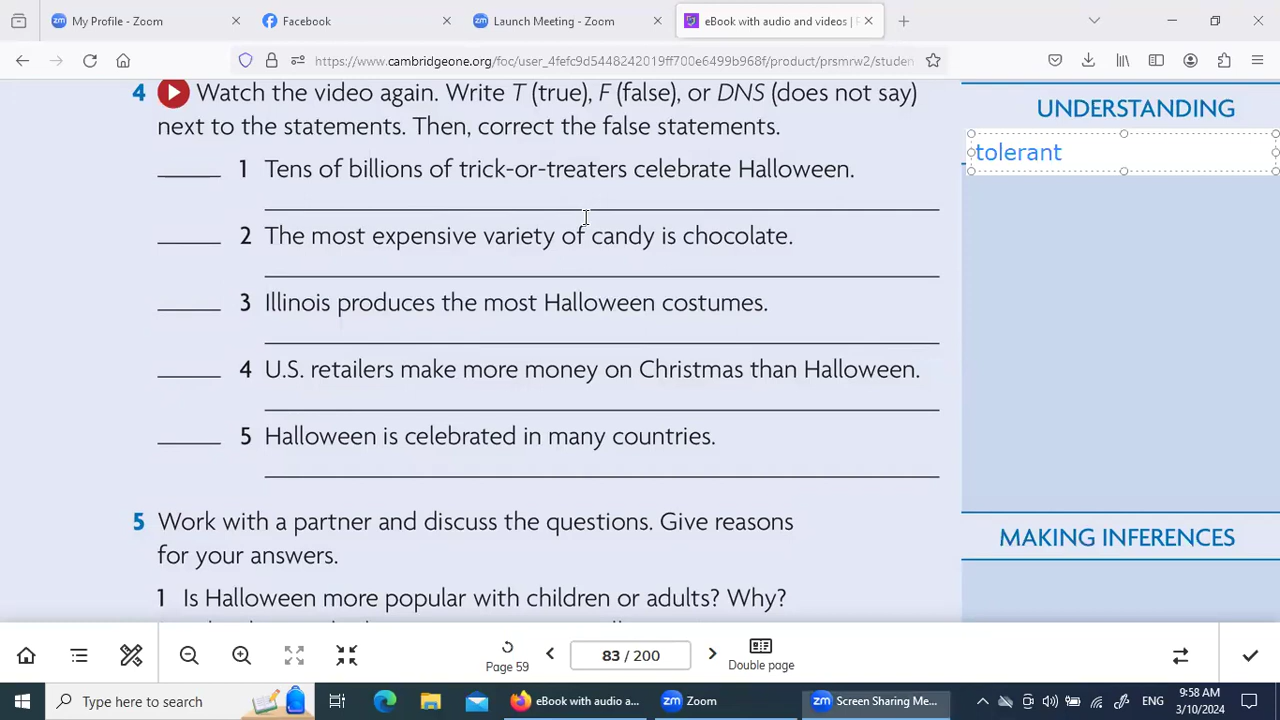 My Profile - Zoom
Facebook
Launch Meeting - Zoom
eBook with audio and videos |
https://www.cambridgeone.org/foc/user_4fefc9d5448242019ff700e6499b968f/product/prsmrw2/studen
4 Watch the video again. Write T (true), F (false), or DNS (does not say)
next to the statements. Then, correct the false statements.
1 Tens of billions of trick-or-treaters celebrate Halloween.
2 The most expensive variety of candy is chocolate.
3 Illinois produces the most Halloween costumes.
4 U.S. retailers make more money on Christmas than Halloween.
5 Halloween is celebrated in many countries.
5 Work with a partner and discuss the questions. Give reasons
for your answers.
1 Is Halloween more popular with children or adults? Why?
UNDERSTANDING
tolerant
MAKING INFERENCES
Page 59
83 / 200
Double page
Type here to search
eBook with audio a...
Zoom
Screen Sharing Me...
ENG
9:58 AM
3/10/2024